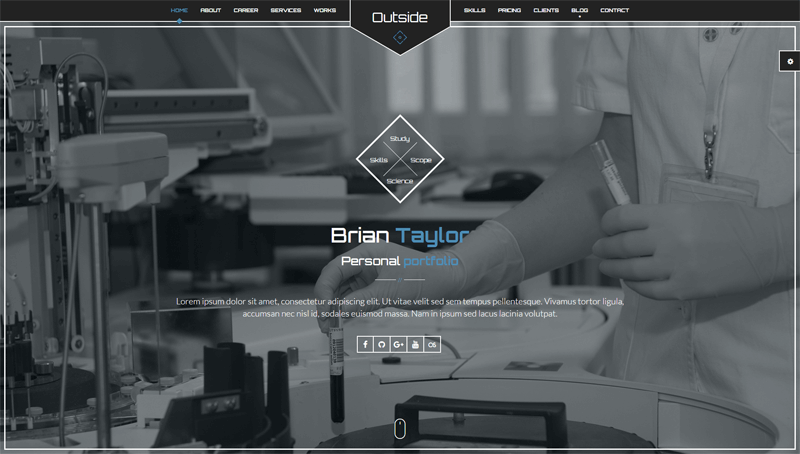 HOME ABOUT CAREER SERVICES WORKS Outside SKILLS PRICING CLIENTS BLOG CONTACT
Study
Skills Scope
Science
Brian Taylor
Personal portfolio
Lorem ipsum dolor sit amet, consectetur adipiscing elit. Ut vitae velit sed sem tempus pellentesque. Vivamus tortor ligula,
accumsan nec nisl id, sodales euismod massa. Nam in ipsum sed lacus lacinia volutpat.